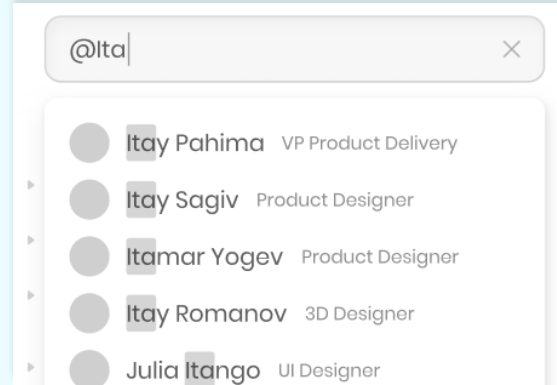 @Ita
Itay Pahima VP Product Delivery
Itay Sagiv Product Designer
Itamar Yogev Product Designer
Itay Romanov 3D Designer
Julia Itango UI Designer